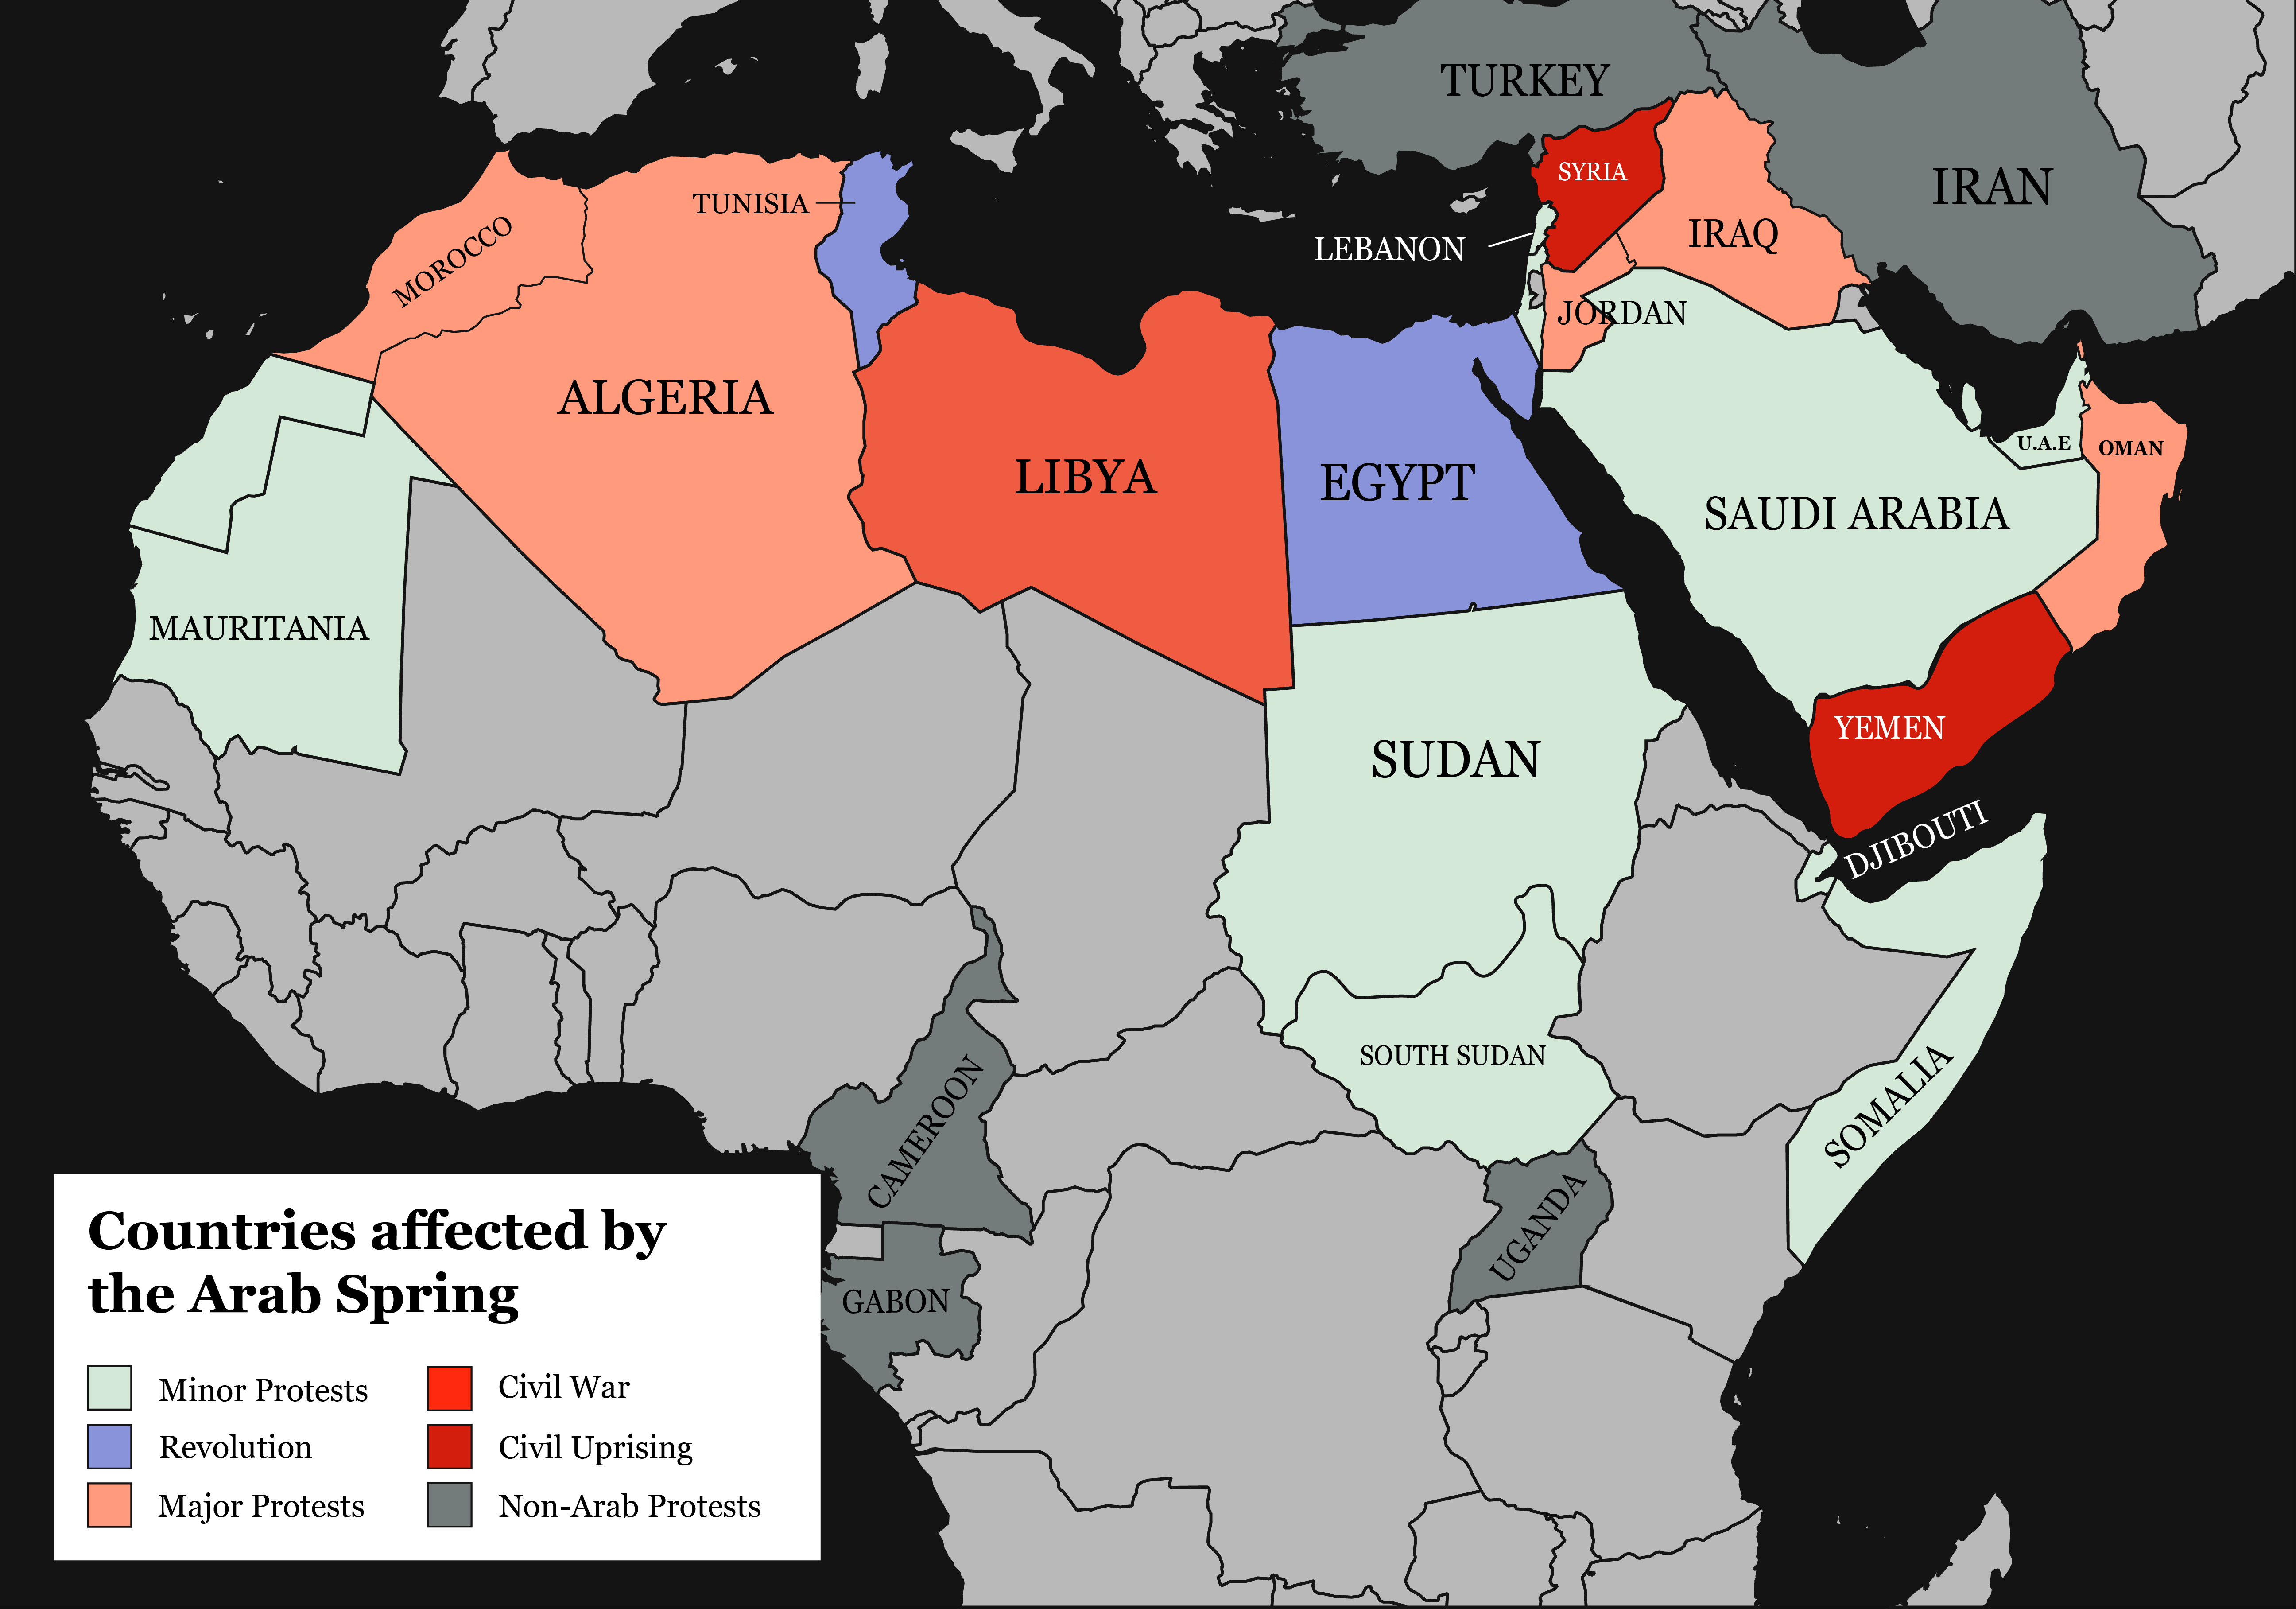 TURKEY
SYRIA
IRAN
TUNISIA
MOROCCO
LEBANON
IRAQ
JORDAN
ALGERIA
LIBYA
EGYPT
U.A.E
OMAN
SAUDI ARABIA
MAURITANIA
SUDAN
YEMEN
DJIBOUTI
SOUTH SUDAN
SOMALIA
CAMEROON
UGANDA
GABON
Countries affected by
the Arab Spring
Minor Protests
Revolution
Major Protests
Civil War
Civil Uprising
Non-Arab Protests